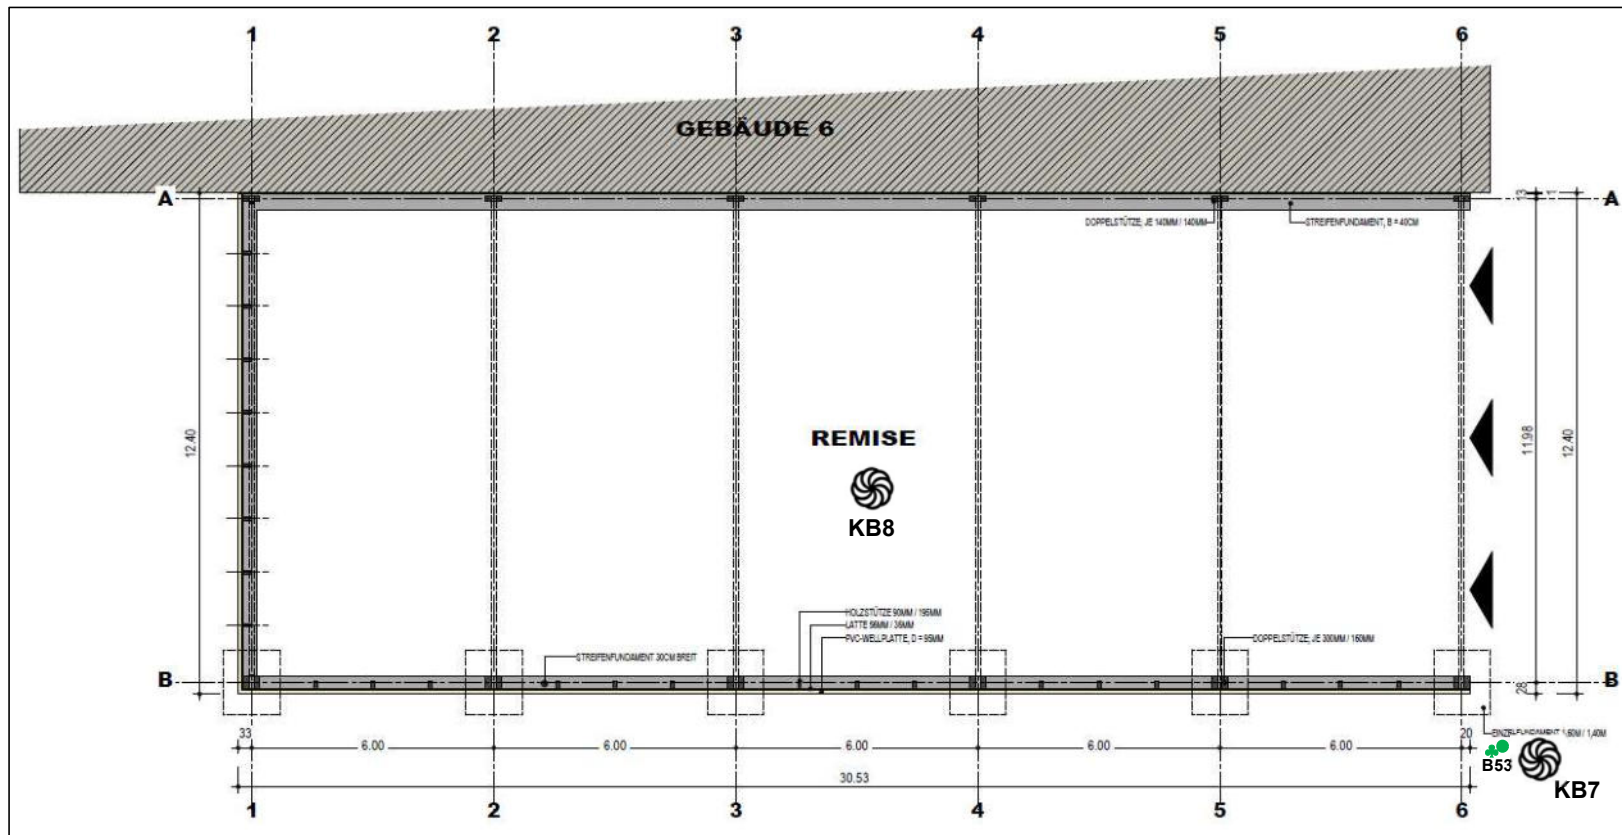 1 2 3 4 5 6
GEBÄUDE 6
A A
13 1
DOPPELSTÜTZE, JE 140MM / 140MM
STREIFENFUNDAMENT, B = 40CM
12.40
REMISE
11.98
12.40
KB8
HOLZSTÜTZE 90MM / 195MM
LATTE 56MM / 35MM
PVC-WELLPLATTE, D = 95MM
DOPPELSTÜTZE, JE 300MM / 160MM
STREIFENFUNDAMENT 30CM BREIT
B B
28
33 6.00 6.00 6.00 6.00 6.00 20
/ 1,40M
B53
30.53
KB7
1 2 3 4 5 6